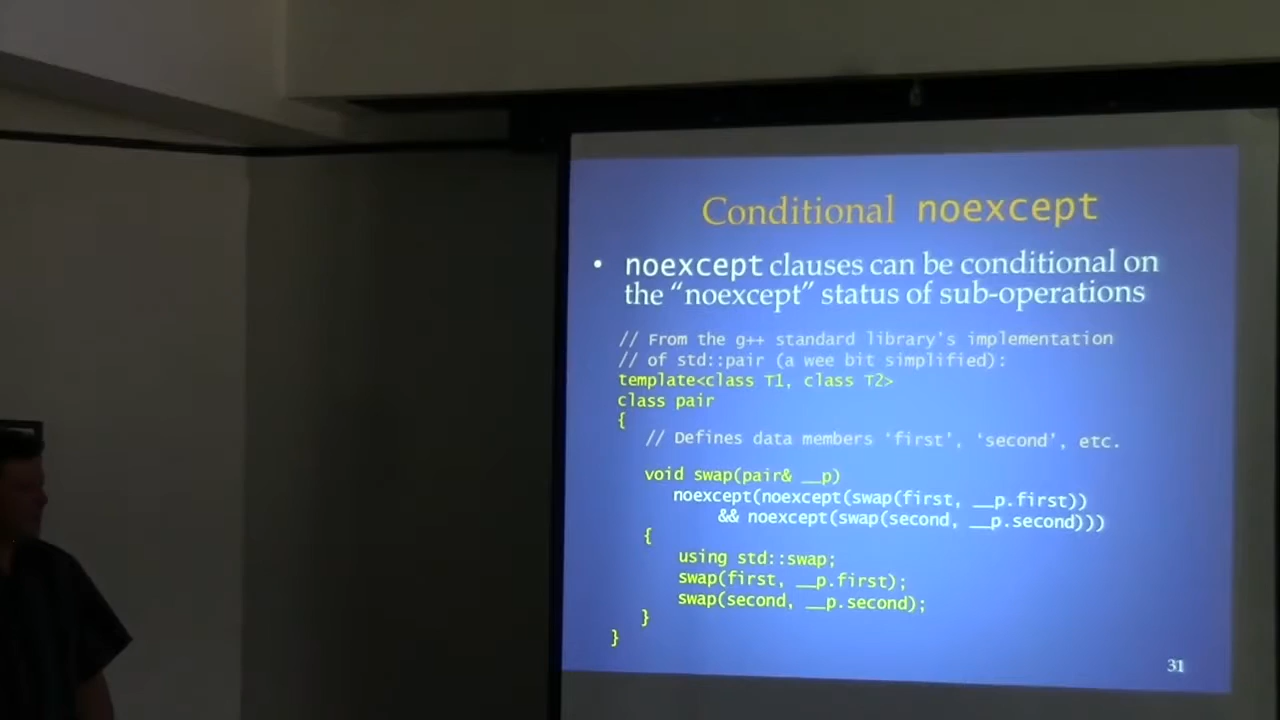 Conditional noexcept
• noexcept clauses can be conditional on
the “noexcept” status of sub-operations
// From the g++ standard library’s implementation
// of std::pair (a wee bit simplified):
template<class T1, class T2>
class pair
{
// Defines data members ‘first’, ‘second’, etc.
void swap(pair& __p)
noexcept(noexcept(swap(first, __p.first))
&& noexcept(swap(second, __p.second)))
{
using std::swap;
swap(first, __p.first);
swap(second, __p.second);
}
}
31